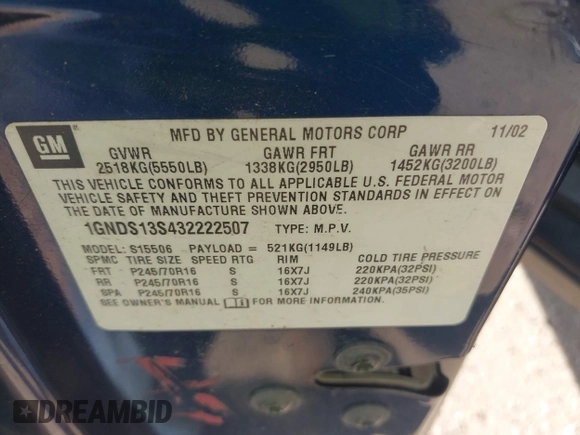 GM
MFD BY GENERAL MOTORS CORP 11/02
GVWR GAWR FRT GAWR RR
2518KG(5550LB) 1338KG(2950LB) 1452KG(3200LB)
THIS VEHICLE CONFORMS TO ALL APPLICABLE U.S. FEDERAL MOTOR
VEHICLE SAFETY AND THEFT PREVENTION STANDARDS IN EFFECT ON
THE DATE OF MANUFACTURE SHOWN ABOVE.
1GNDS13S432222507 TYPE: M.P.V.
MODEL: S15506 PAYLOAD = 521KG(1149LB)
SPMC TIRE SIZE SPEED RTG RIM COLD TIRE PRESSURE
FRT P245/70R16 S 16X7J 220KPA(32PSI)
RR P245/70R16 S 16X7J 220KPA(32PSI)
SPA P245/70R16 S 16X7J 240KPA(35PSI)
SEE OWNER'S MANUAL FOR MORE INFORMATION.
DREAMBID